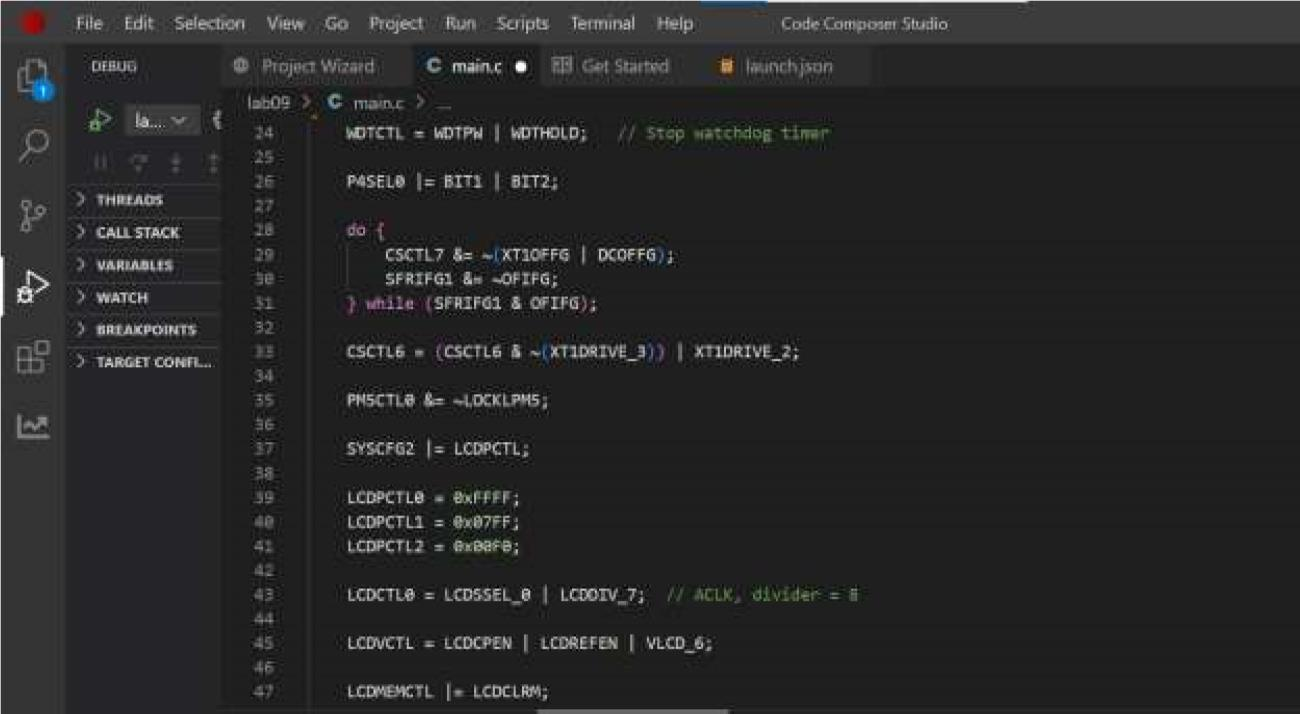 File Edit Selection View Go Project Run Scripts Terminal Help Code Composer Studio
DEBUG
Project Wizard
C main.c
Get Started
launch.json
1
la...
lab09 > C main.c > ...
THREADS
CALL STACK
VARIABLES
WATCH
BREAKPOINTS
TARGET CONFI...
24 WDTCTL = WDTPW | WDTHOLD; // Stop watchdog timer
25
26 P4SEL0 |= BIT1 | BIT2;
27
28 do {
29 CSCTL7 &= ~(XT1OFFG | DCOFFG);
30 SFRIFG1 &= ~OFIFG;
31 } while (SFRIFG1 & OFIFG);
32
33 CSCTL6 = (CSCTL6 & ~(XT1DRIVE_3)) | XT1DRIVE_2;
34
35 PM5CTL0 &= ~LOCKLPM5;
36
37 SYSCFG2 |= LCDPCTL;
38
39 LCDPCTL0 = 0xFFFF;
40 LCDPCTL1 = 0x07FF;
41 LCDPCTL2 = 0x00F0;
42
43 LCDCTL0 = LCDSSEL_0 | LCDDIV_7; // ACLK, divider = 8
44
45 LCDVCTL = LCDCPEN | LCDREFEN | VLCD_6;
46
47 LCDMEMCTL |= LCDCLRM;